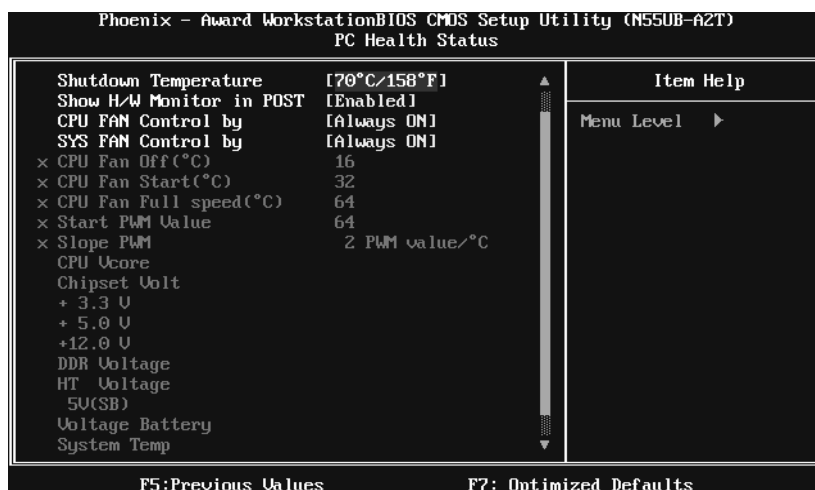 Phoenix - Award WorkstationBIOS CMOS Setup Utility (N55UB-A2T)
PC Health Status
Shutdown Temperature [70°C/158°F]
Show H/W Monitor in POST [Enabled]
CPU FAN Control by [Always ON]
SYS FAN Control by [Always ON]
x CPU Fan Off(°C) 16
x CPU Fan Start(°C) 32
x CPU Fan Full speed(°C) 64
x Start PWM Value 64
x Slope PWM 2 PWM value/°C
CPU Vcore
Chipset Volt
+ 3.3 V
+ 5.0 V
+12.0 V
DDR Voltage
HT Voltage
5V(SB)
Voltage Battery
System Temp
Item Help
Menu Level
F5:Previous Values F7: Optimized Defaults